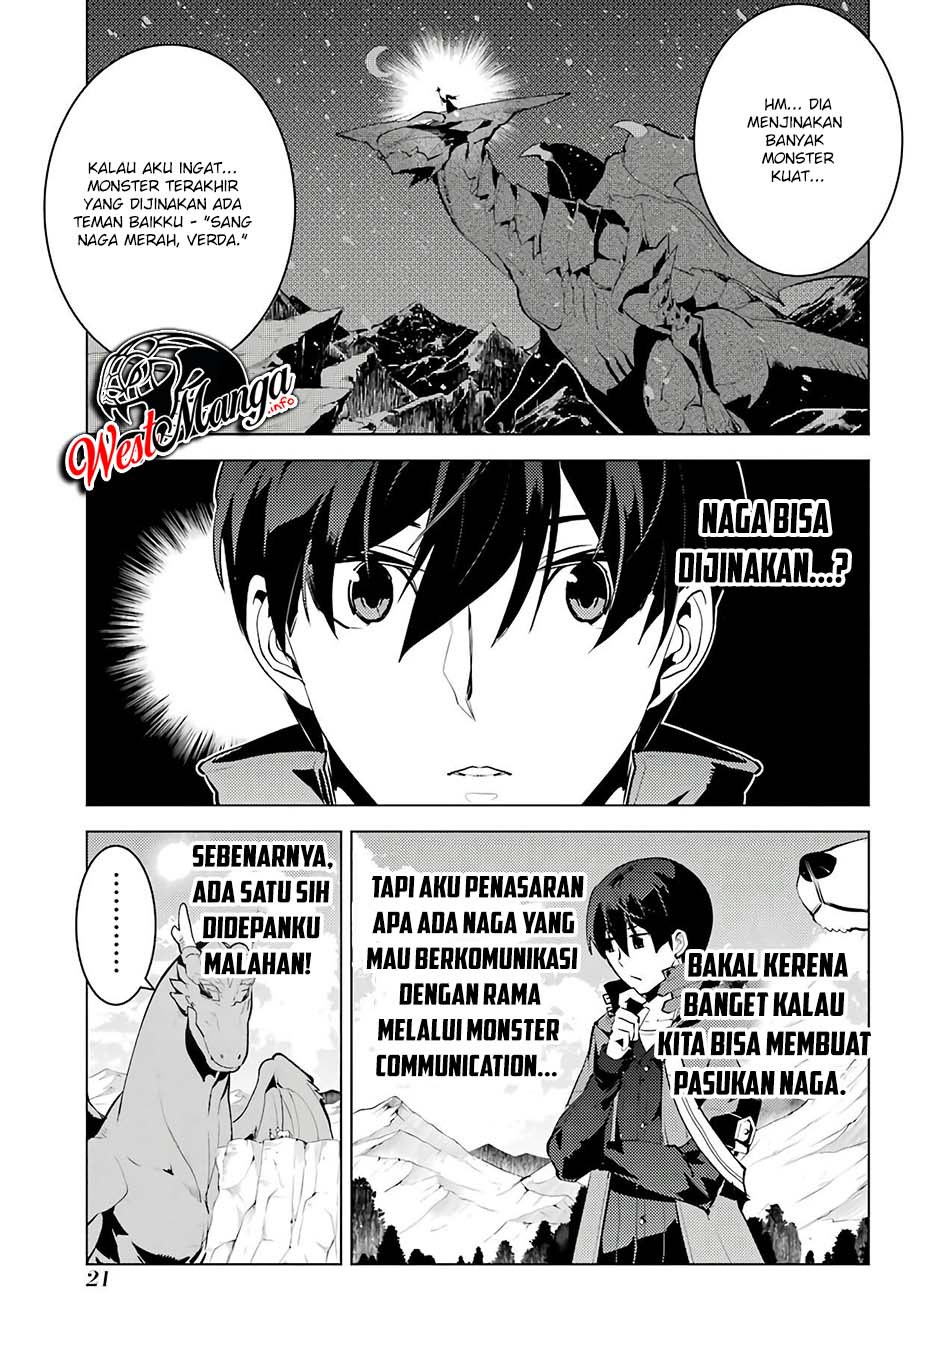 HM... DIA
MENJINAKAN
BANYAK
MONSTER
KUAT...
KALAU AKU INGAT...
MONSTER TERAKHIR
YANG DIJINAKAN ADA
TEMAN BAIKKU - "SANG
NAGA MERAH, VERDA."
WestManga
.info
NAGA BISA
DIJINAKAN...?
BAKAL KERENA
BANGET KALAU
KITA BISA MEMBUAT
PASUKAN NAGA.
TAPI AKU PENASARAN
APA ADA NAGA YANG
MAU BERKOMUNIKASI
DENGAN RAMA
MELALUI MONSTER
COMMUNICATION...
SEBENARNYA,
ADA SATU SIH
DIDEPANKU
MALAHAN!
.........
21